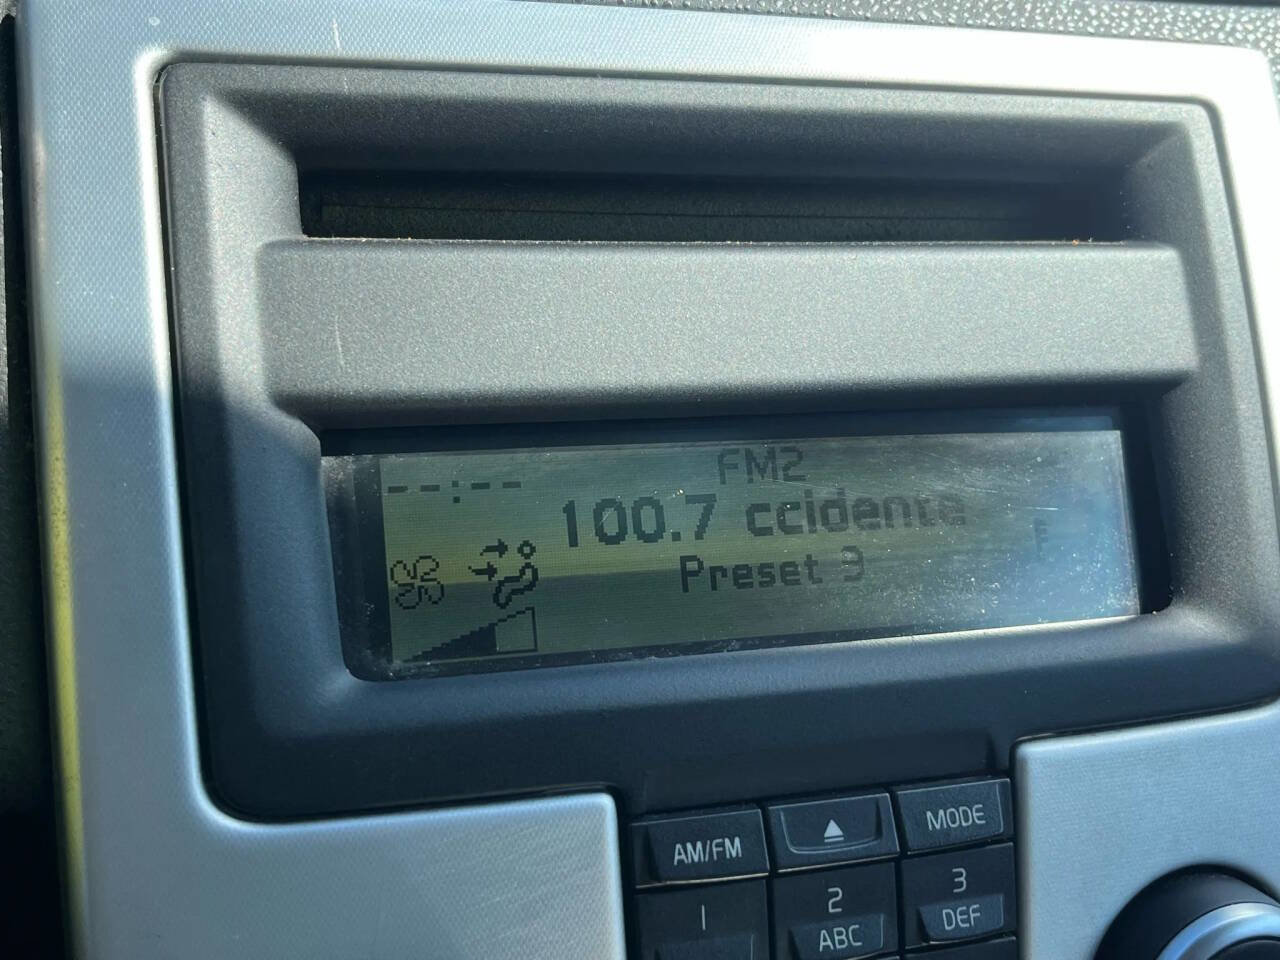 --:--
FM2
100.7 ccidente
Preset 9
AM/FM
MODE
1
2
ABC
3
DEF